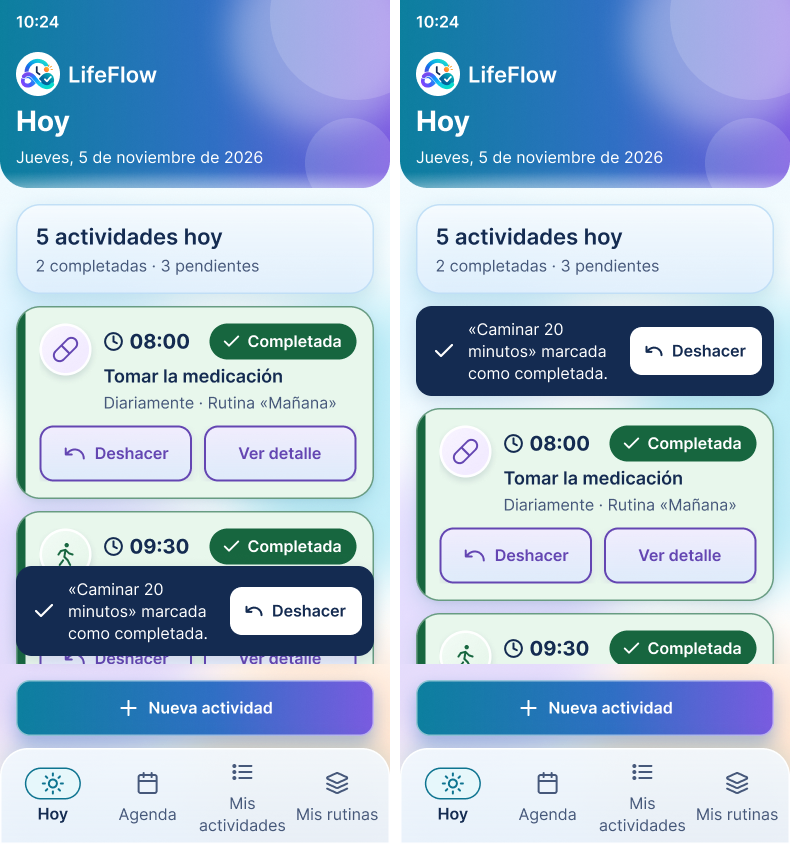 10:24
LifeFlow
Hoy
Jueves, 5 de noviembre de 2026
5 actividades hoy
2 completadas · 3 pendientes
08:00
Completada
Tomar la medicación
Diariamente · Rutina «Mañana»
Deshacer
Ver detalle
09:30
Completada
«Caminar 20
minutos» marcada
como completada.
Deshacer
Deshacer
Ver detalle
Nueva actividad
Hoy
Agenda
Mis
actividades
Mis rutinas
10:24
LifeFlow
Hoy
Jueves, 5 de noviembre de 2026
5 actividades hoy
2 completadas · 3 pendientes
«Caminar 20
minutos» marcada
como completada.
Deshacer
08:00
Completada
Tomar la medicación
Diariamente · Rutina «Mañana»
Deshacer
Ver detalle
09:30
Completada
Nueva actividad
Hoy
Agenda
Mis
actividades
Mis rutinas